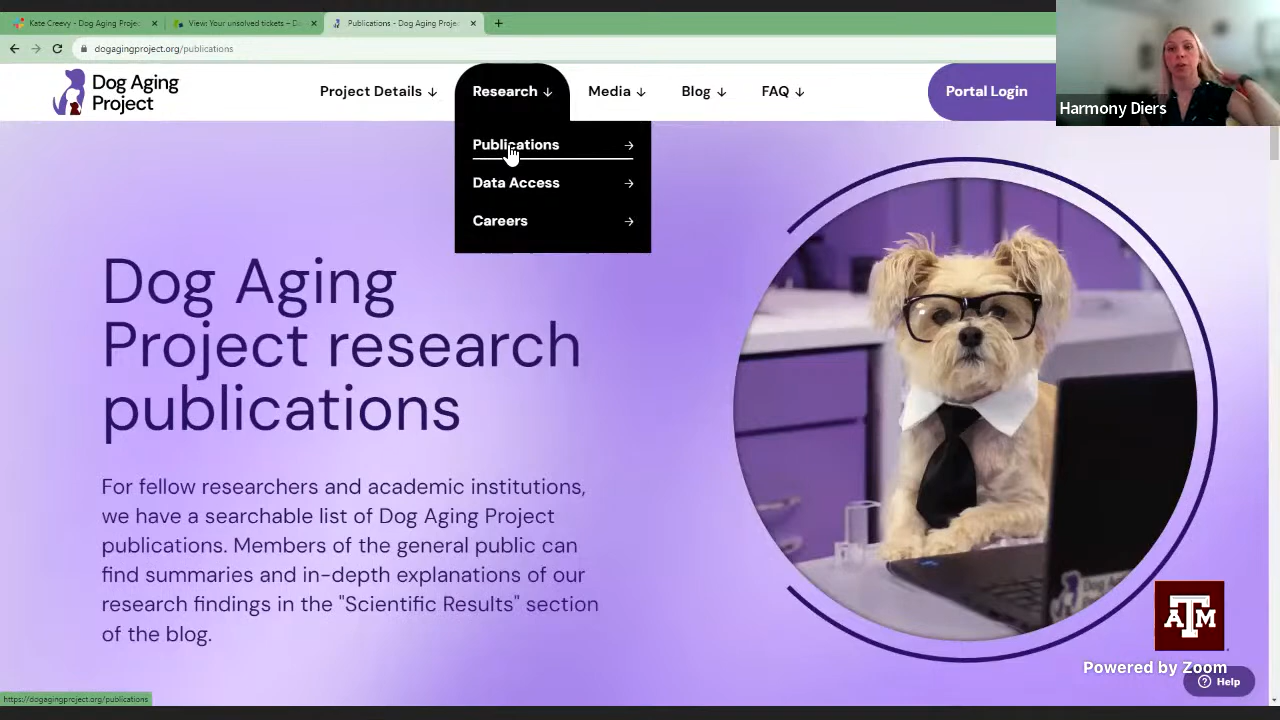 Kate Creevy - Dog Aging Projec
View: Your unsolved tickets – D
Publications - Dog Aging Projec
dogagingproject.org/publications
Dog Aging
Project
Project Details
Research
Media
Blog
FAQ
Portal Login
Harmony Diers
Publications
Data Access
Careers
Dog Aging
Project research
publications
For fellow researchers and academic institutions,
we have a searchable list of Dog Aging Project
publications. Members of the general public can
find summaries and in-depth explanations of our
research findings in the "Scientific Results" section
of the blog.
Dog Aging
ATM
Powered by Zoom
Help
https://dogagingproject.org/publications